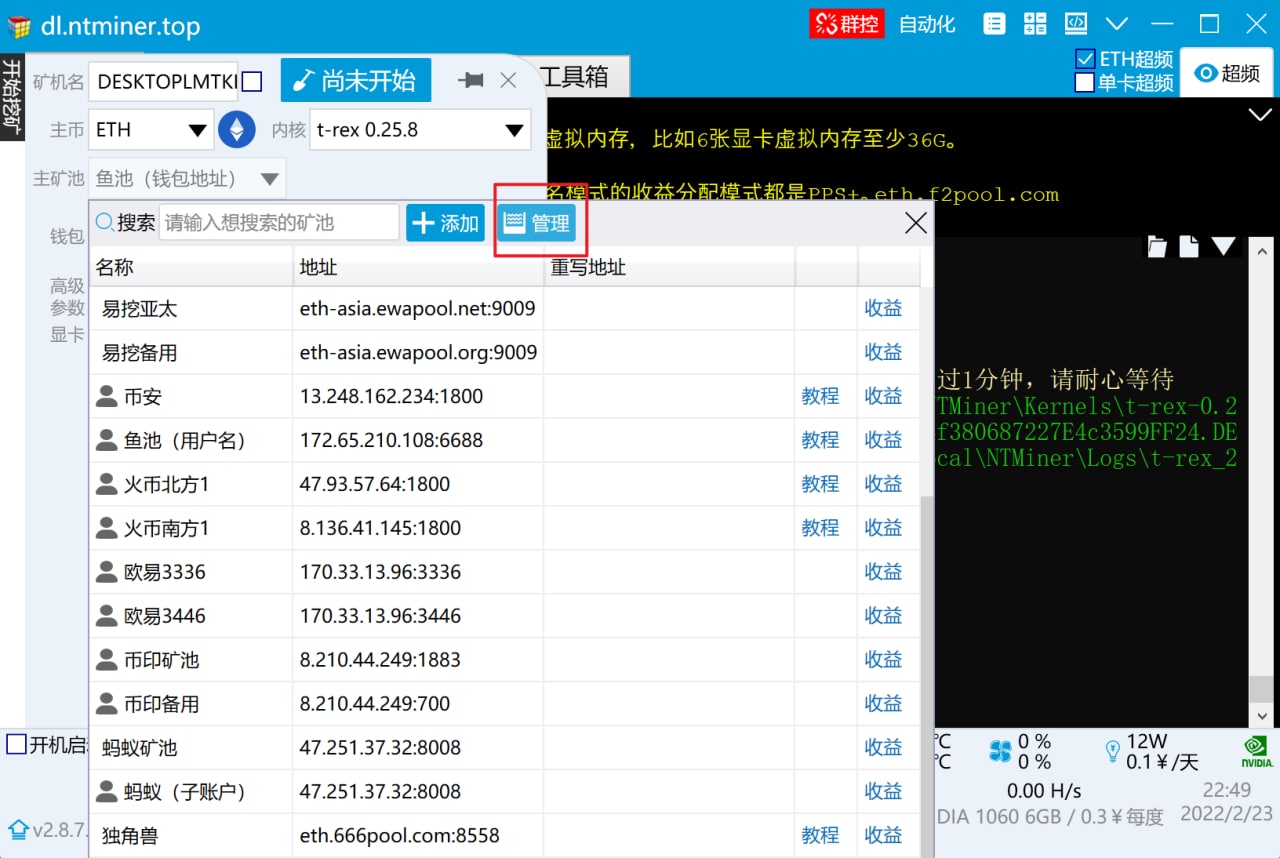 dl.ntminer.top
群控
自动化
开始挖矿
矿机名
DESKTOPLMTKI
尚未开始
工具箱
ETH超频
单卡超频
超频
主币
ETH
内核
t-rex 0.25.8
虚拟内存，比如6张显卡虚拟内存至少36G。
主矿池
鱼池（钱包地址）
名模式的收益分配模式都是PPS+。eth.f2pool.com
钱包
搜索
请输入想搜索的矿池
添加
管理
高级
参数
显卡
名称
地址
重写地址
易挖亚太
eth-asia.ewapool.net:9009
收益
易挖备用
eth-asia.ewapool.org:9009
收益
币安
13.248.162.234:1800
教程
收益
鱼池（用户名）
172.65.210.108:6688
教程
收益
火币北方1
47.93.57.64:1800
教程
收益
火币南方1
8.136.41.145:1800
教程
收益
欧易3336
170.33.13.96:3336
收益
欧易3446
170.33.13.96:3446
收益
币印矿池
8.210.44.249:1883
收益
币印备用
8.210.44.249:700
收益
蚂蚁矿池
47.251.37.32:8008
收益
蚂蚁（子账户）
47.251.37.32:8008
收益
独角兽
eth.666pool.com:8558
教程
收益
过1分钟，请耐心等待
TMiner\Kernels\t-rex-0.2
f380687227E4c3599FF24.DE
cal\NTMiner\Logs\t-rex_2
开机启
v2.8.7.
℃
℃
0 %
0 %
12W
0.1￥/天
NVIDIA.
0.00 H/s
22:49
DIA 1060 6GB / 0.3￥每度
2022/2/23